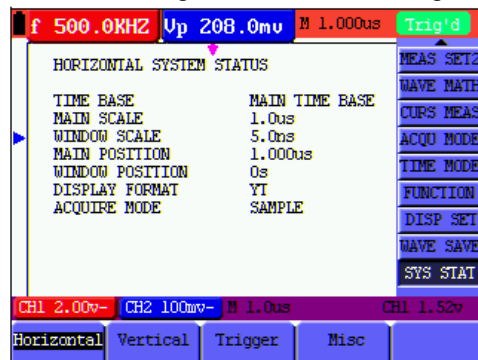 f 500.0KHZ Vp 208.0mv M 1.000us Trig'd
HORIZONTAL SYSTEM STATUS
TIME BASE MAIN TIME BASE
MAIN SCALE 1.0us
WINDOW SCALE 5.0ns
MAIN POSITION 1.000us
WINDOW POSITION 0s
DISPLAY FORMAT YT
ACQUIRE MODE SAMPLE
MEAS SET2
WAVE MATH
CURS MEAS
ACQU MODE
TIME MODE
FUNCTION
DISP SET
WAVE SAVE
SYS STAT
CH1 2.00v- CH2 100mv- M 1.0us CH1 1.52v
Horizontal Vertical Trigger Misc